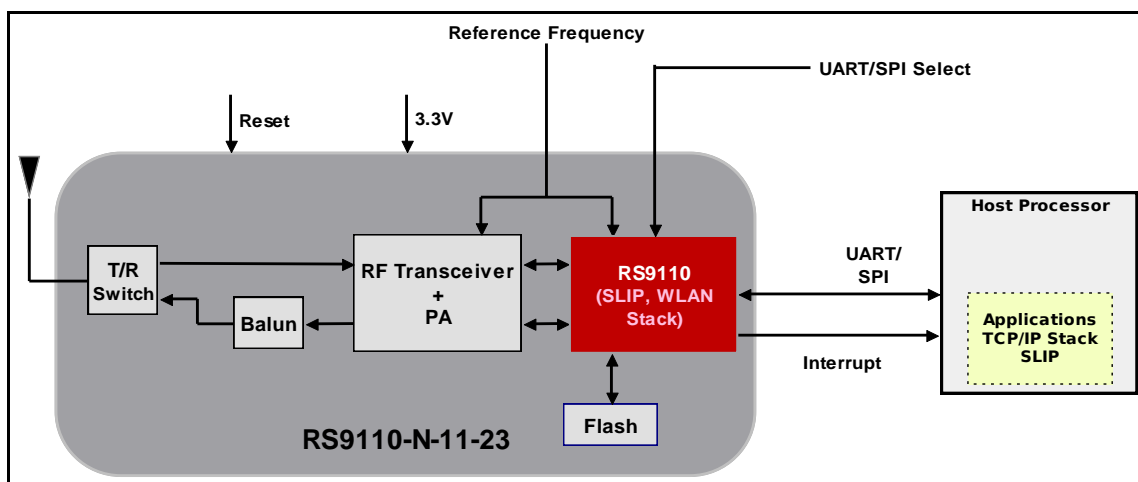 Reference Frequency
UART/SPI Select
Reset
3.3V
Host Processor
T/R
Switch
Balun
RF Transceiver
+
PA
RS9110
(SLIP, WLAN
Stack)
UART/
SPI
Interrupt
Applications
TCP/IP Stack
SLIP
Flash
RS9110-N-11-23